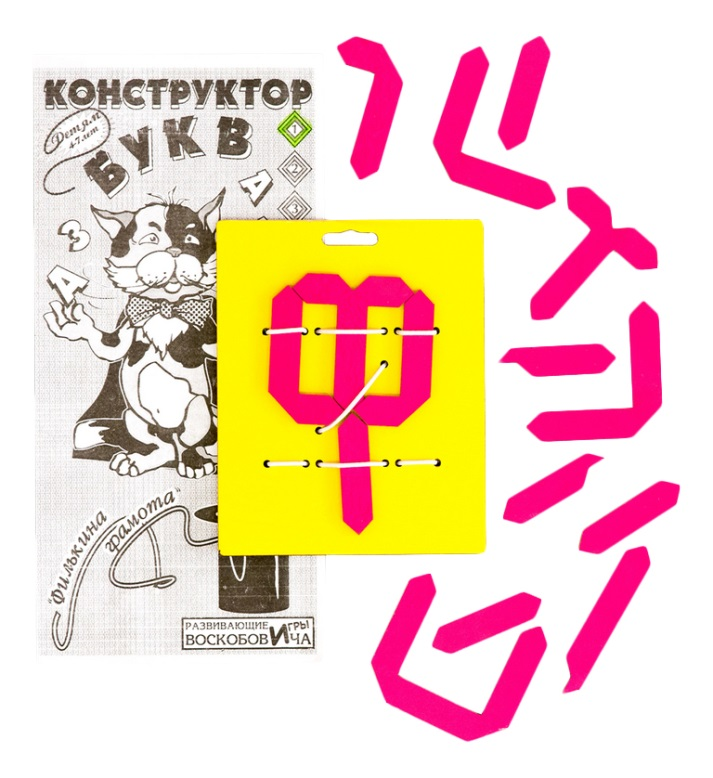 КОНСТРУКТОР
Детям
4-7 лет
БУКВ
1
2
3
А
З
А
"Филькина грамота"
РАЗВИВАЮЩИЕ ИГРЫ
ВОСКОБОВИЧА
Ф